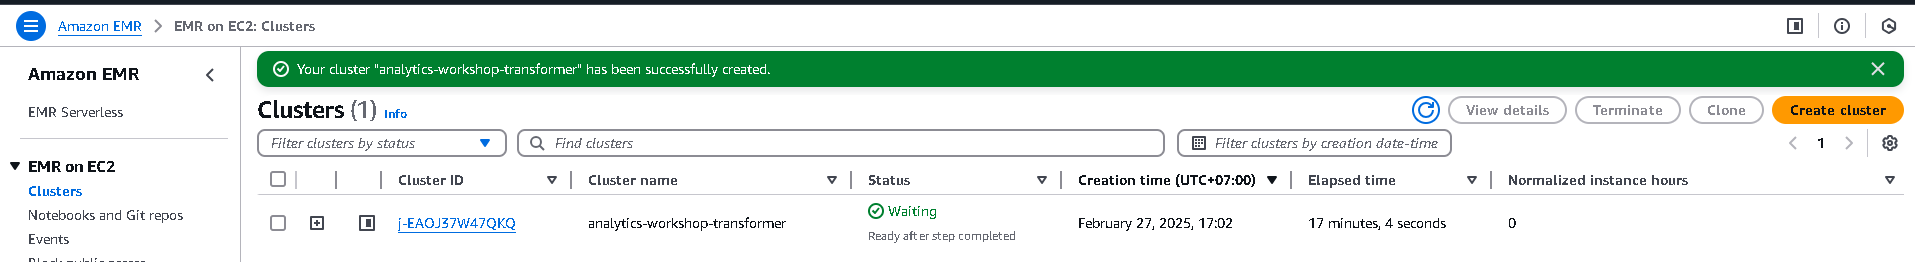 Amazon EMR > EMR on EC2: Clusters
Amazon EMR
EMR Serverless
EMR on EC2
Clusters
Notebooks and Git repos
Events
Your cluster "analytics-workshop-transformer" has been successfully created.
Clusters (1) Info
View details Terminate Clone Create cluster
Filter clusters by status Find clusters Filter clusters by creation date-time 1
Cluster ID Cluster name Status Creation time (UTC+07:00) Elapsed time Normalized instance hours
j-EAOJ37W47QKQ analytics-workshop-transformer Waiting February 27, 2025, 17:02 17 minutes, 4 seconds 0
Ready after step completed